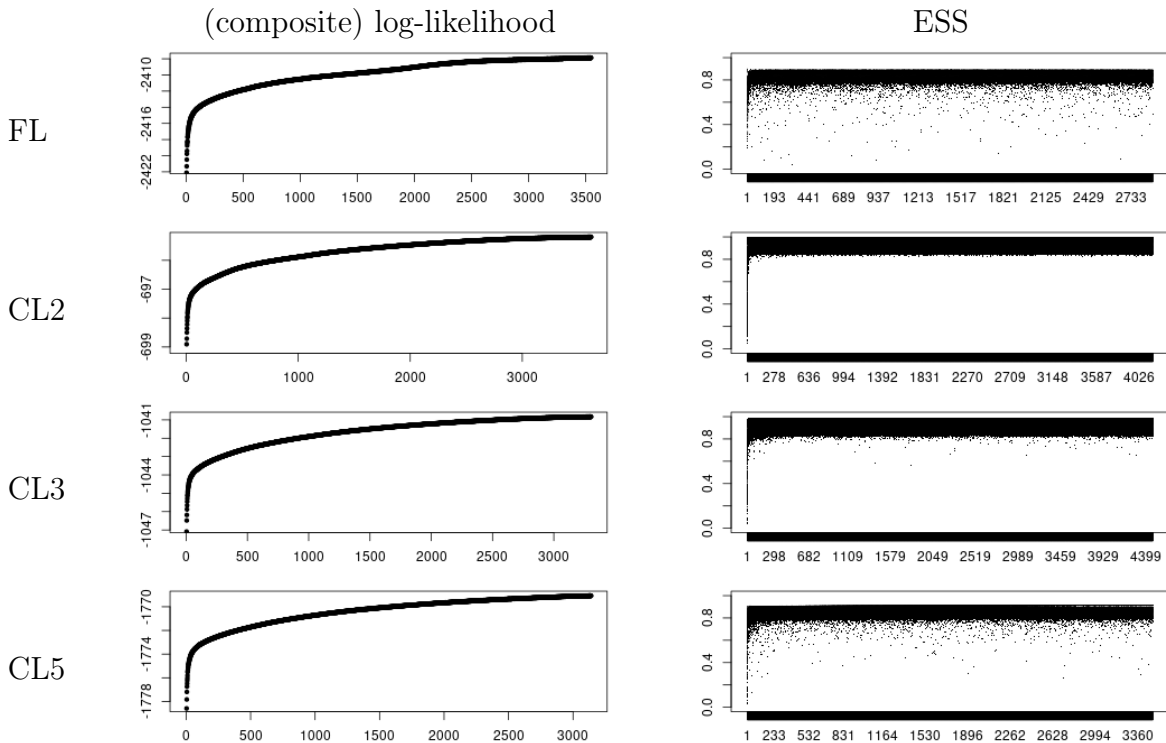 (composite) log-likelihood ESS
FL
-2422 -2416 -2410
0 500 1000 1500 2000 2500 3000 3500
0.0 0.4 0.8
1 193 441 689 937 1213 1517 1821 2125 2429 2733
CL2
-699 -697
0 1000 2000 3000
0.0 0.4 0.8
1 278 636 994 1392 1831 2270 2709 3148 3587 4026
CL3
-1047 -1044 -1041
0 500 1000 1500 2000 2500 3000
0.0 0.4 0.8
1 298 682 1109 1579 2049 2519 2989 3459 3929 4399
CL5
-1778 -1774 -1770
0 500 1000 1500 2000 2500 3000
0.0 0.4 0.8
1 233 532 831 1164 1530 1896 2262 2628 2994 3360